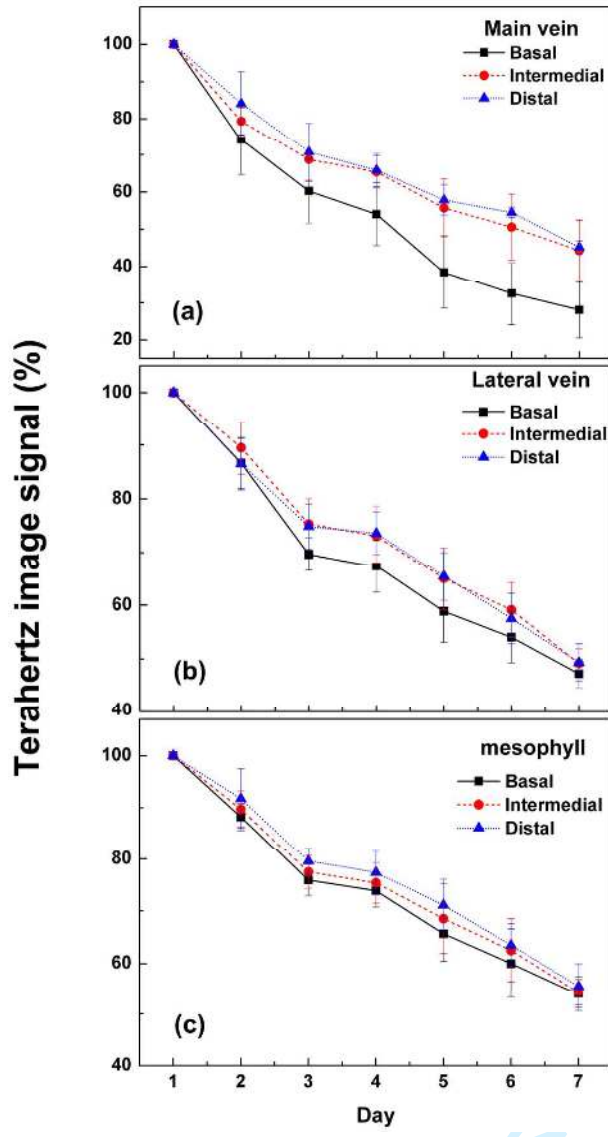 Terahertz image signal (%)
Main vein
Basal
Intermedial
Distal
100
80
60
40
20
(a)
Lateral vein
Basal
Intermedial
Distal
100
80
60
40
(b)
mesophyll
Basal
Intermedial
Distal
100
80
60
40
(c)
1 2 3 4 5 6 7
Day